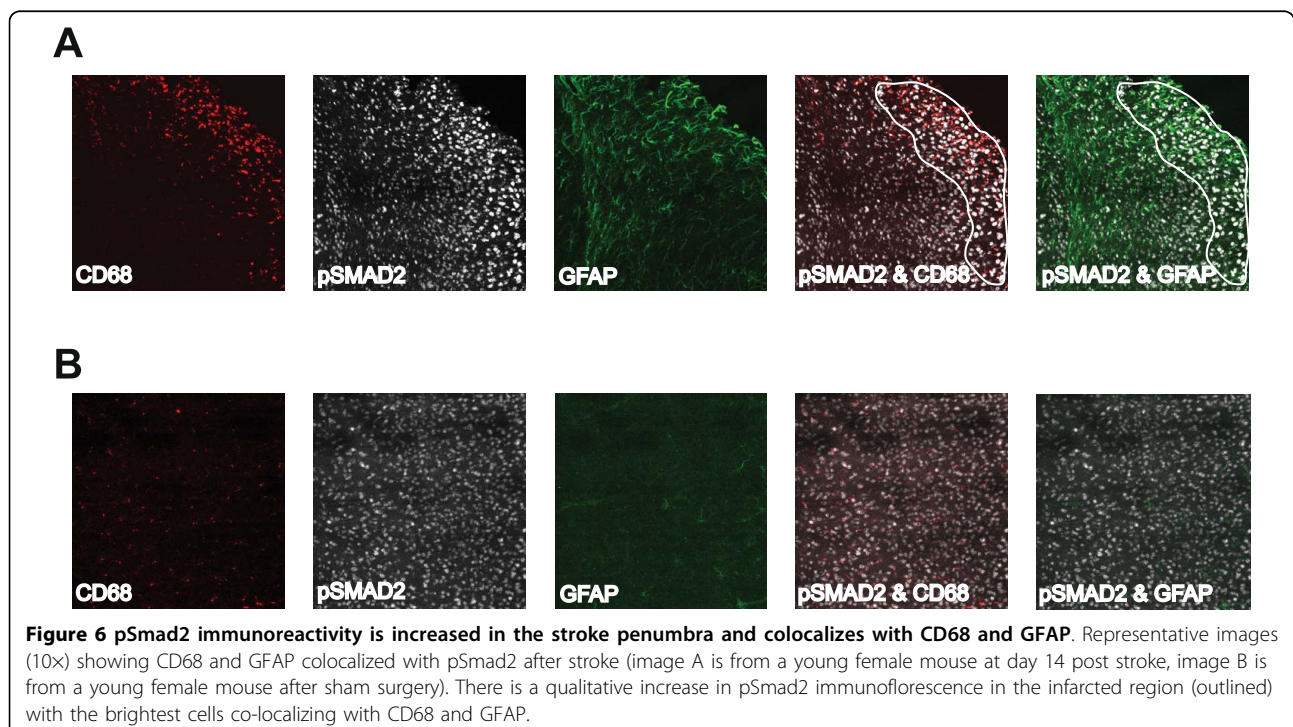 A
CD68
pSMAD2
GFAP
pSMAD2 & CD68
pSMAD2 & GFAP
B
CD68
pSMAD2
GFAP
pSMAD2 & CD68
pSMAD2 & GFAP
Figure 6 pSmad2 immunoreactivity is increased in the stroke penumbra and colocalizes with CD68 and GFAP. Representative images
(10×) showing CD68 and GFAP colocalized with pSmad2 after stroke (image A is from a young female mouse at day 14 post stroke, image B is
from a young female mouse after sham surgery). There is a qualitative increase in pSmad2 immunoflorescence in the infarcted region (outlined)
with the brightest cells co-localizing with CD68 and GFAP.